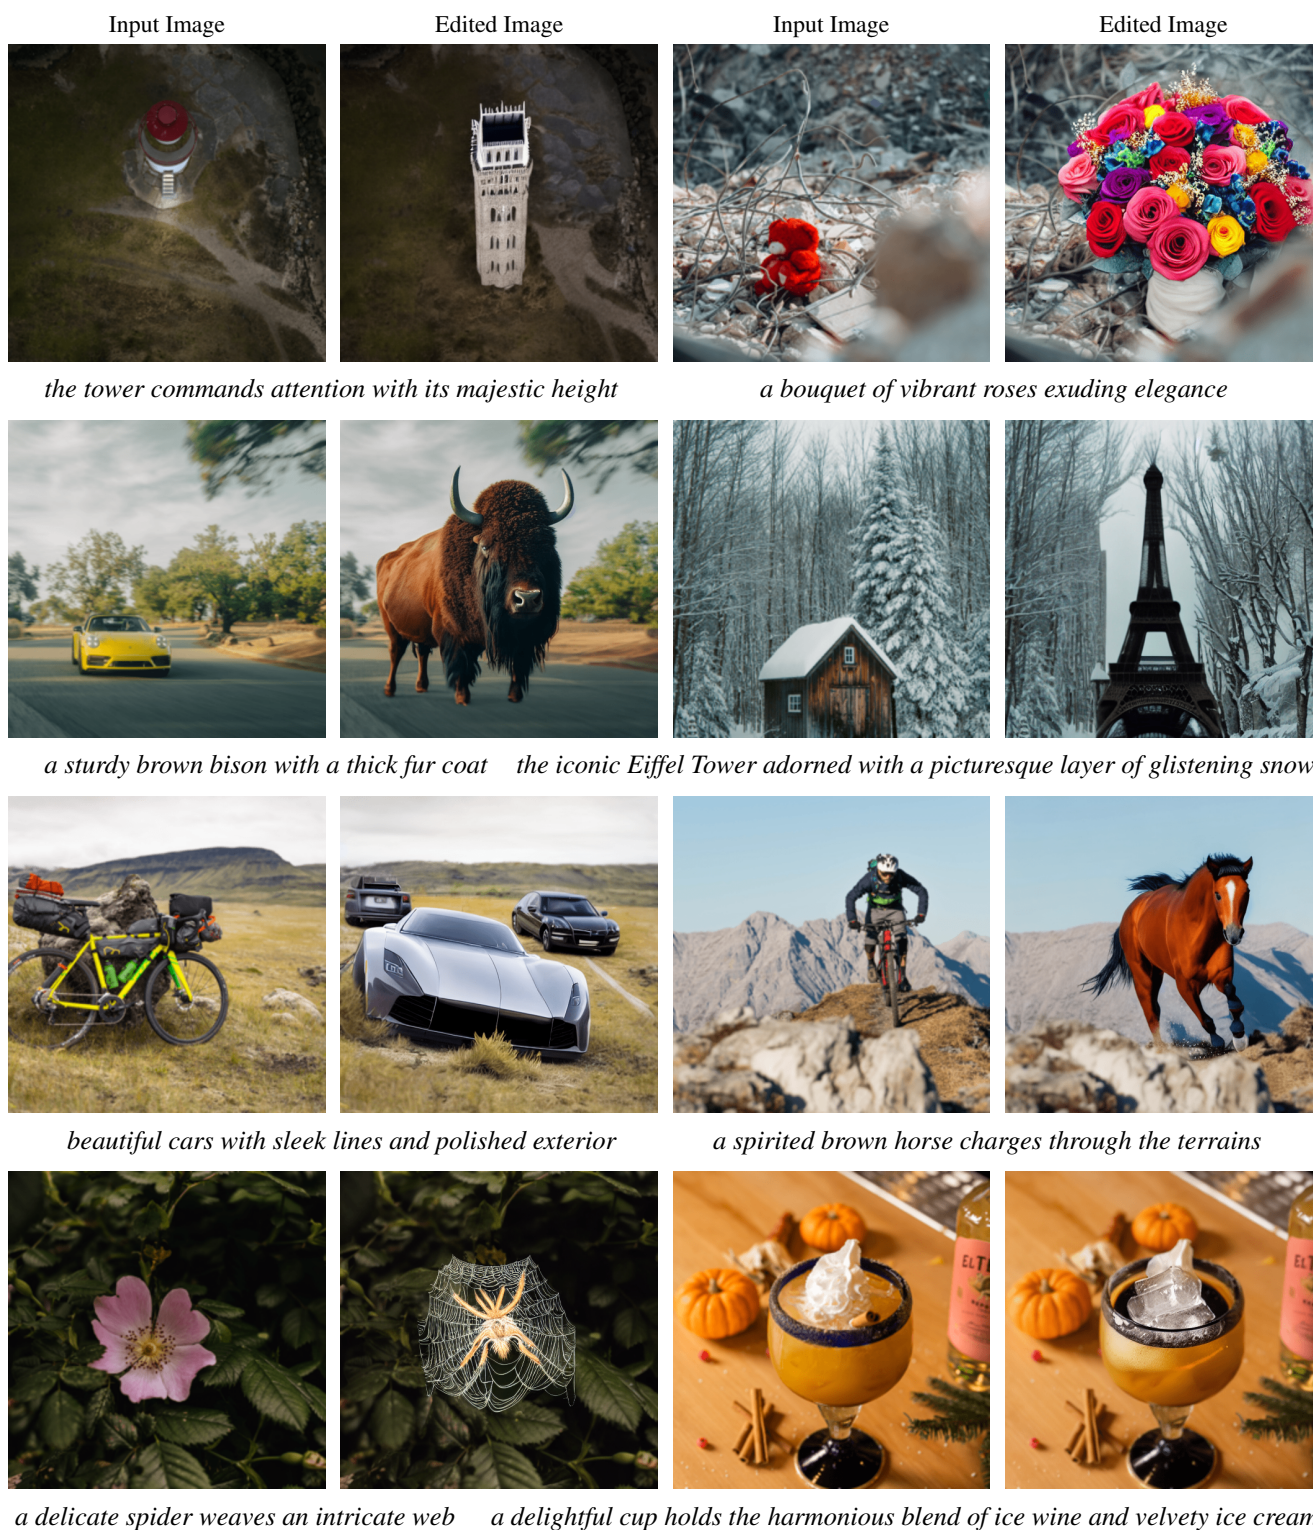 Input Image Edited Image Input Image Edited Image
the tower commands attention with its majestic height
a bouquet of vibrant roses exuding elegance
a sturdy brown bison with a thick fur coat
the iconic Eiffel Tower adorned with a picturesque layer of glistening snow
beautiful cars with sleek lines and polished exterior
a spirited brown horse charges through the terrains
EL
a delicate spider weaves an intricate web
a delightful cup holds the harmonious blend of ice wine and velvety ice cream